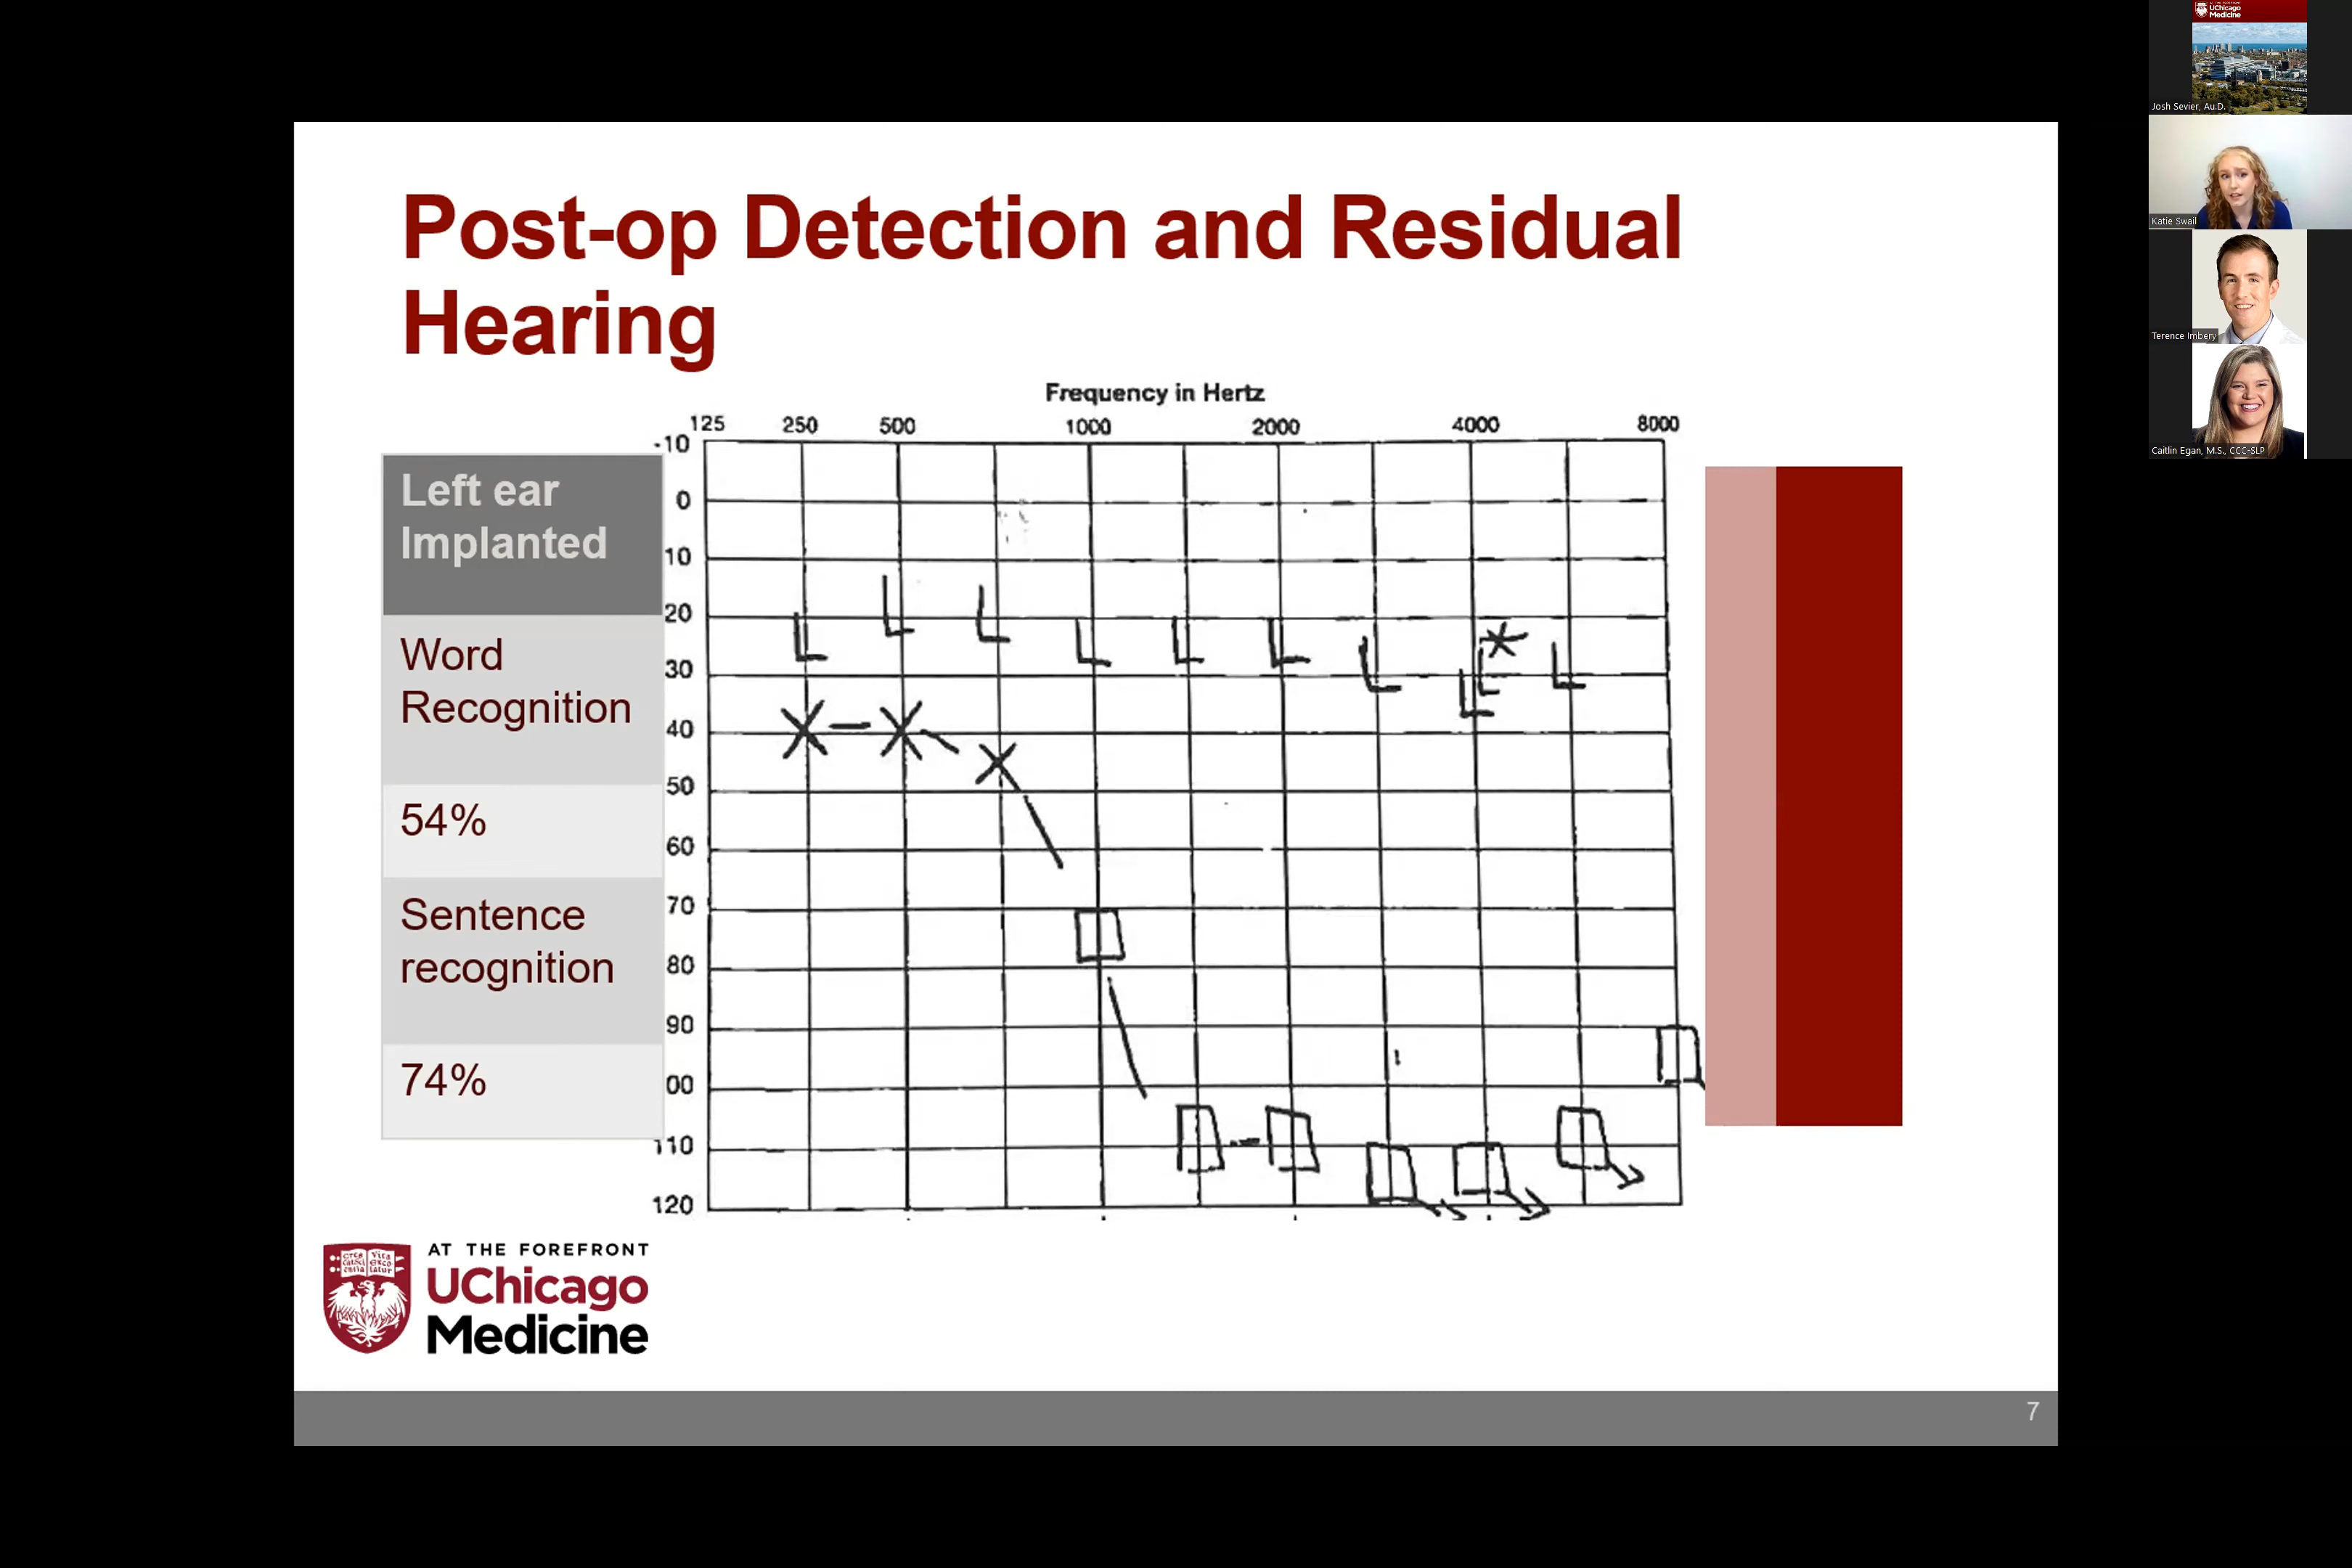 Post-op Detection and Residual
Hearing
Frequency in Hertz
125 250 500 1000 2000 4000 8000
-10
0
10
20
30
40
50
60
70
80
90
00
110
120
Left ear
Implanted
Word
Recognition
54%
Sentence
recognition
74%
L L L L L L L L L L
*
X X X
AT THE FOREFRONT
UChicago
Medicine
7
UChicago
Medicine
Josh Sevier, Au.D.
Katie Swail
Terence Imbery
Caitlin Egan, M.S., CCC-SLP